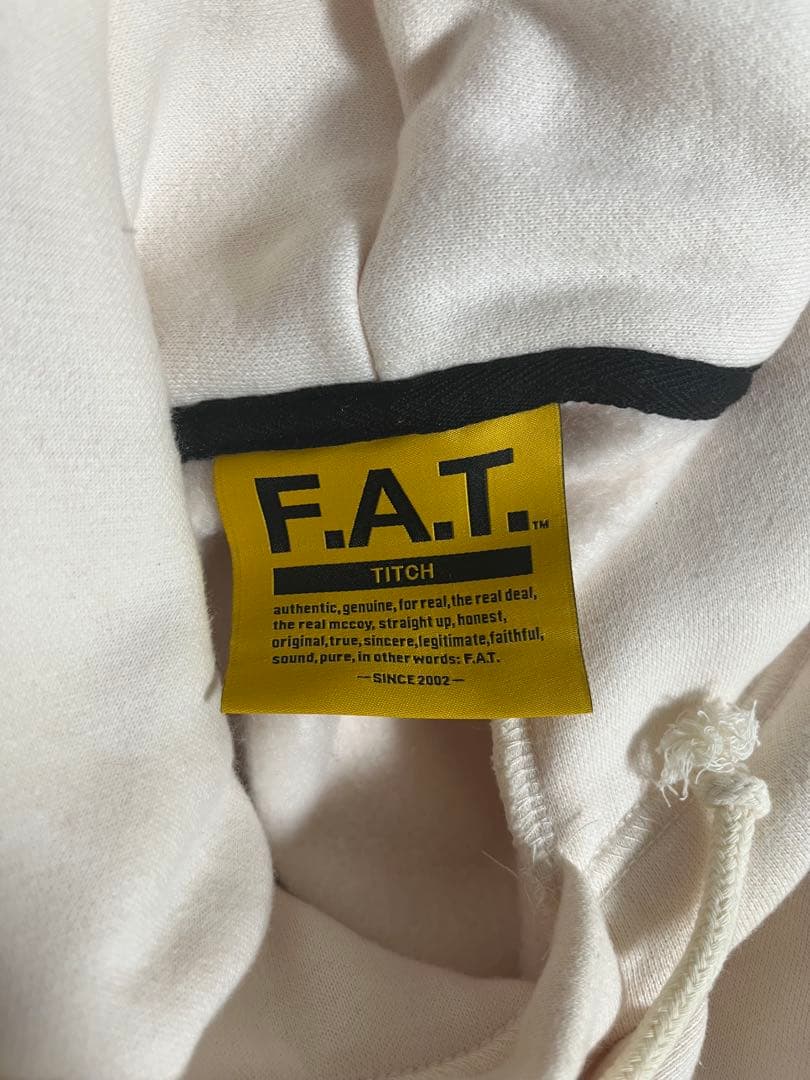 F.A.T.™
TITCH
authentic, genuine, for real, the real deal,
the real mccoy, straight up, honest,
original, true, sincere, legitimate, faithful,
sound, pure, in other words: F.A.T.
—SINCE 2002—